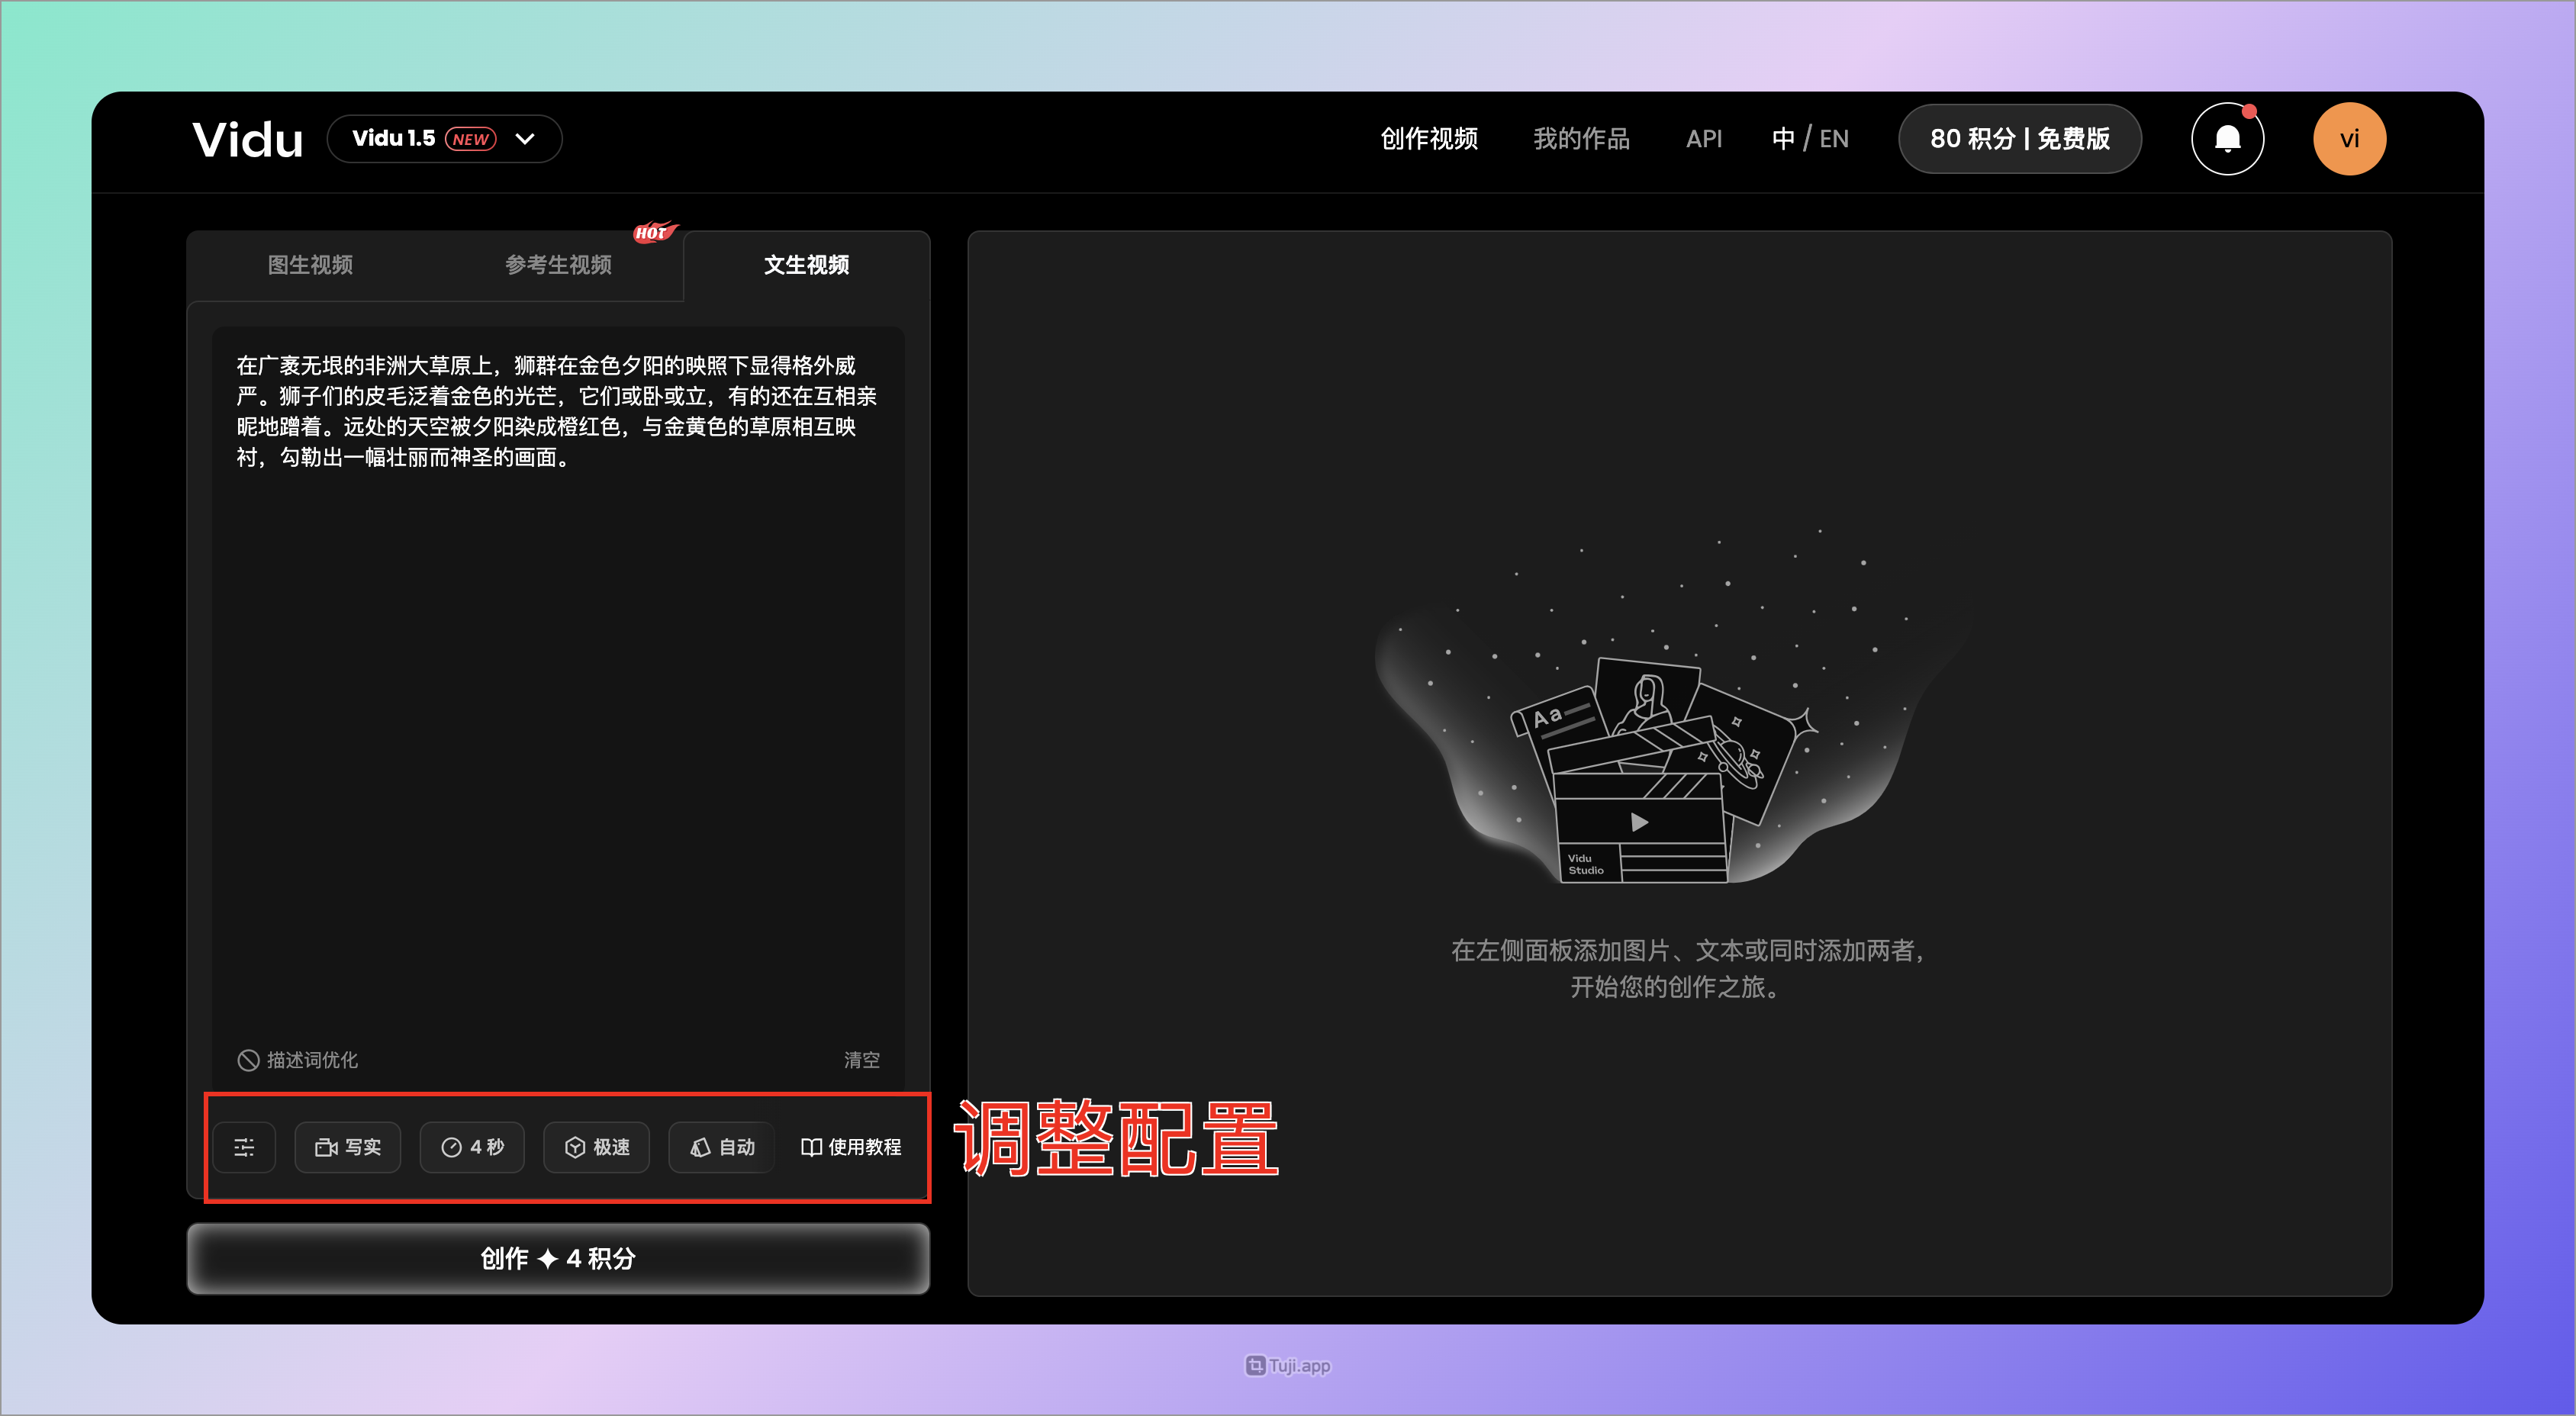 Vidu
Vidu 1.5 NEW
创作视频
我的作品
API
中 / EN
80 积分 | 免费版
vi
图生视频
参考生视频
HOT
文生视频
在广袤无垠的非洲大草原上，狮群在金色夕阳的映照下显得格外威
严。狮子们的皮毛泛着金色的光芒，它们或卧或立，有的还在互相亲
昵地蹭着。远处的天空被夕阳染成橙红色，与金黄色的草原相互映
衬，勾勒出一幅壮丽而神圣的画面。
描述词优化
清空
写实
4 秒
极速
自动
使用教程
调整配置
创作 4 积分
Aa
Vidu
Studio
在左侧面板添加图片、文本或同时添加两者，
开始您的创作之旅。
Tuji.app